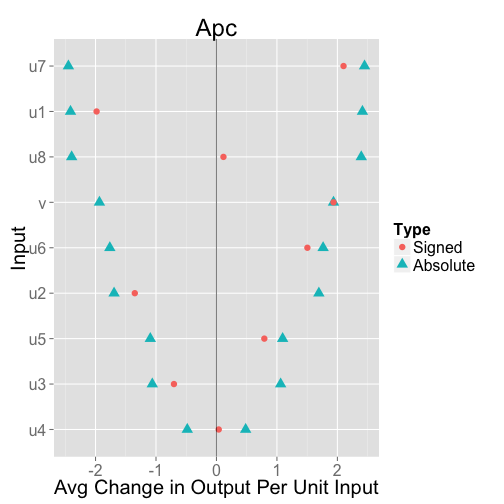 Apc
u7
u1
u8
v
u6
u2
u5
u3
u4
Input
-2 -1 0 1 2
Avg Change in Output Per Unit Input
Type
Signed
Absolute